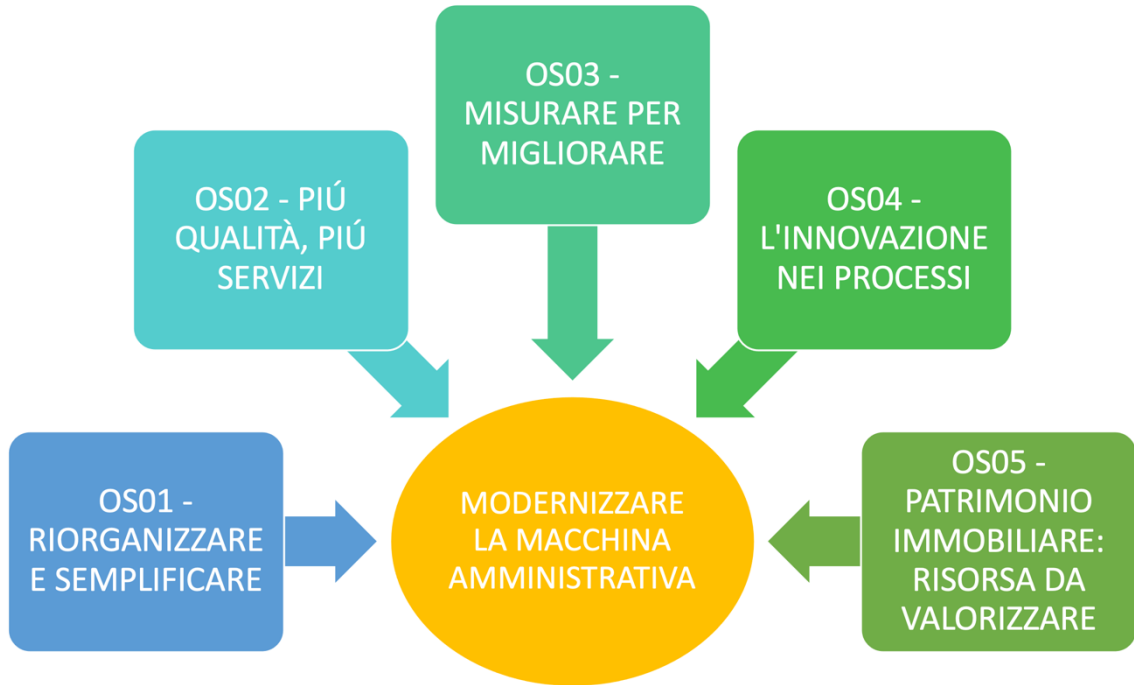 OS03 -
MISURARE PER
MIGLIORARE
OS02 - PIÚ
QUALITÀ, PIÚ
SERVIZI
OS04 -
L'INNOVAZIONE
NEI PROCESSI
OS01 -
RIORGANIZZARE
E SEMPLIFICARE
MODERNIZZARE
LA MACCHINA
AMMINISTRATIVA
OS05 -
PATRIMONIO
IMMOBILIARE:
RISORSA DA
VALORIZZARE